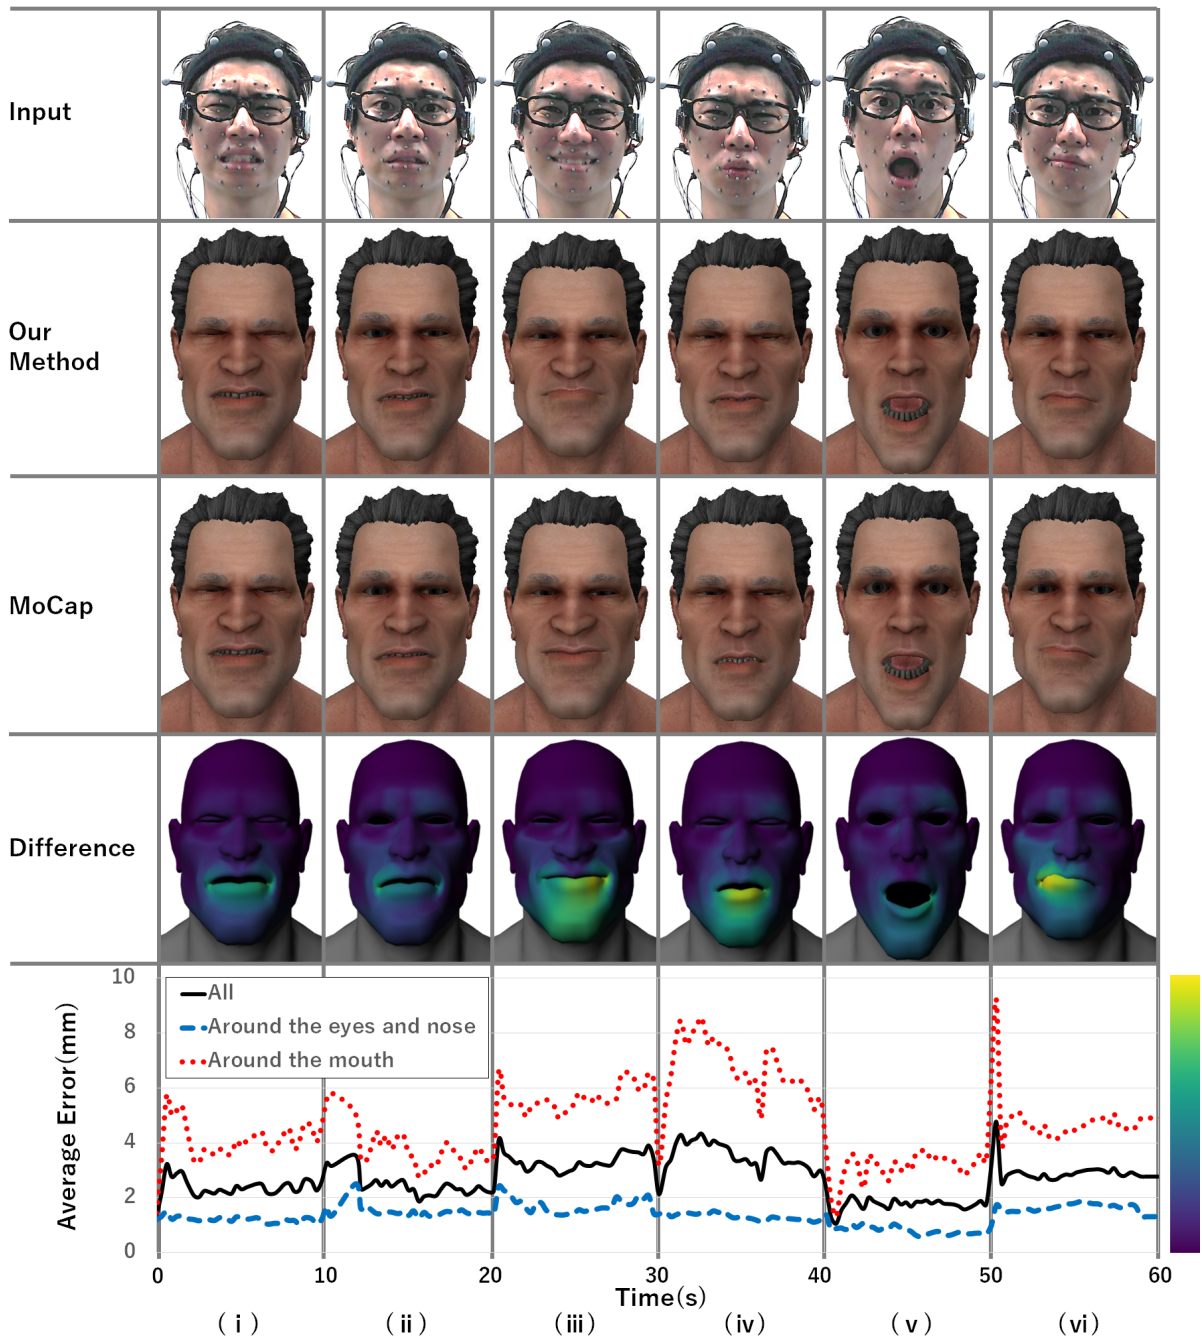 Input
Our
Method
MoCap
Difference
10
8
6
4
2
0
Average Error(mm)
All
Around the eyes and nose
Around the mouth
0
10
20
30
40
50
60
Time(s)
( i )
( ii )
( iii )
( iv )
( v )
( vi )